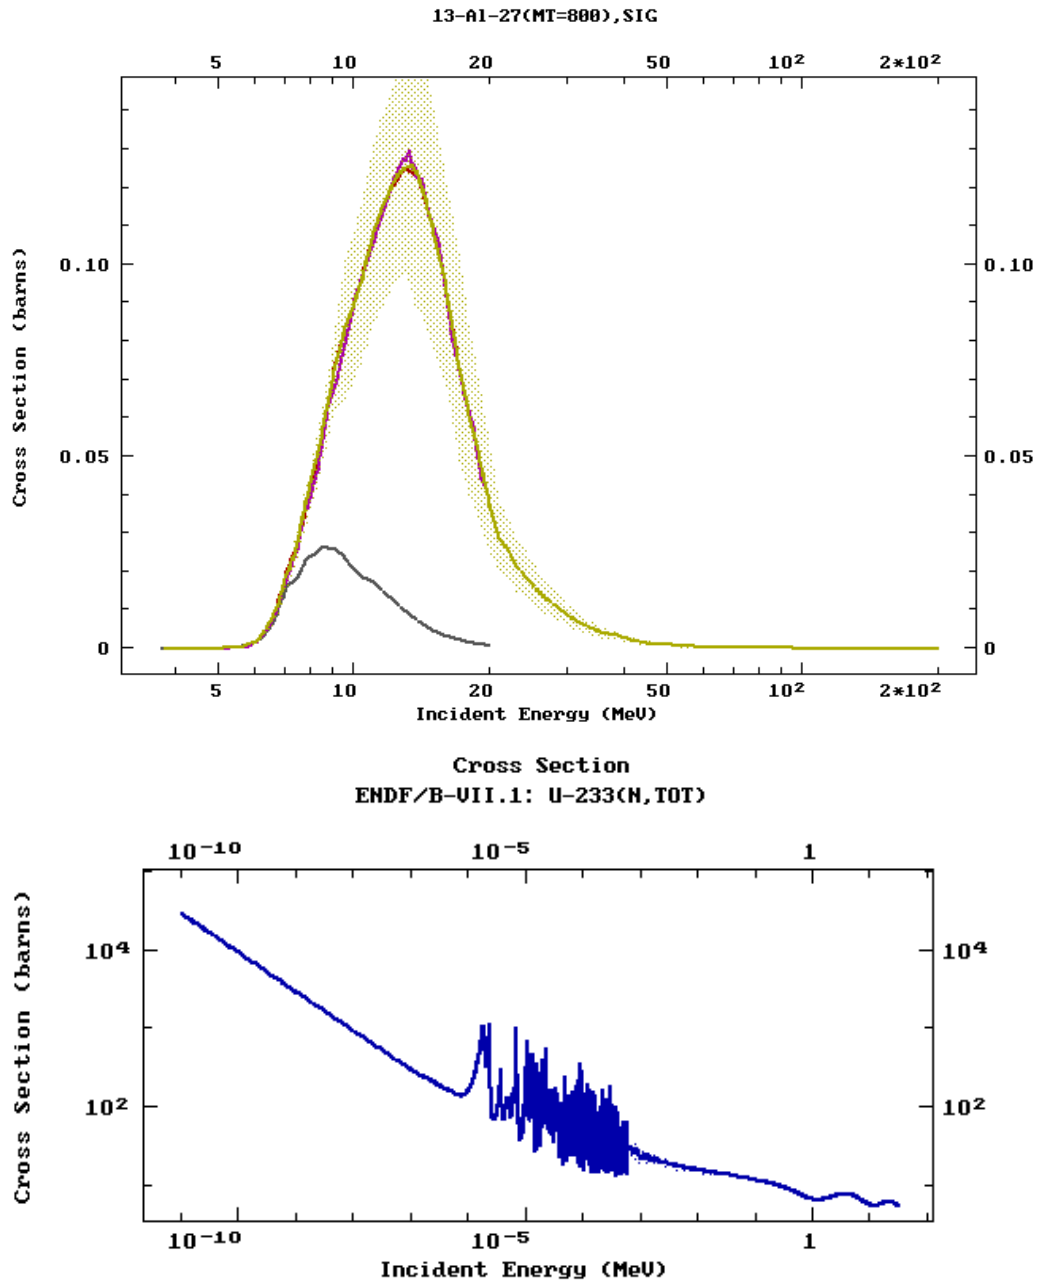 13-Al-27(MT=800),SIG
5 10 20 50 10² 2*10²
Cross Section (barns)
0.10 0.10
0.05 0.05
0 0
5 10 20 50 10² 2*10²
Incident Energy (MeV)
Cross Section
ENDF/B-VII.1: U-233(N,TOT)
10⁻¹⁰ 10⁻⁵ 1
Cross Section (barns)
10⁴ 10⁴
10² 10²
10⁻¹⁰ 10⁻⁵ 1
Incident Energy (MeV)